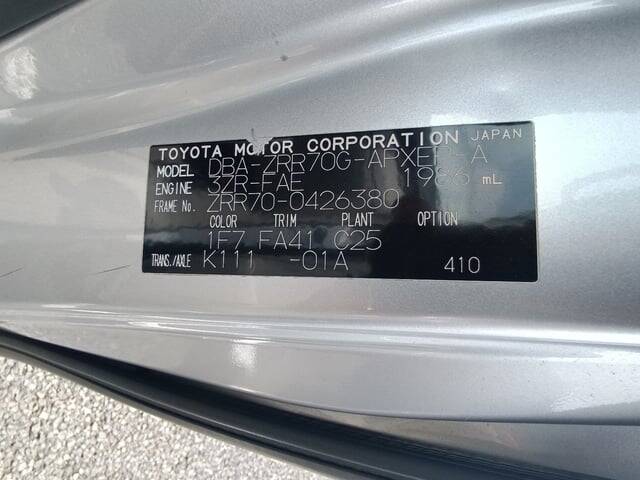 TOYOTA MOTOR CORPORATION JAPAN
MODEL DBA-ZRR70G-APXEP-A
ENGINE 3ZR-FAE 1986 mL
FRAME No. ZRR70-0426380
COLOR TRIM PLANT OPTION
1F7 FA41 C25
TRANS./AXLE K111 -01A 410